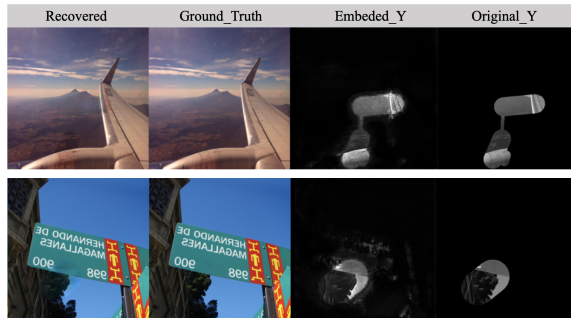 Recovered Ground_Truth Embeded_Y Original_Y
HERNANDO DE
MAGALLANES
900 998
HERNANDO DE
MAGALLANES
900 998